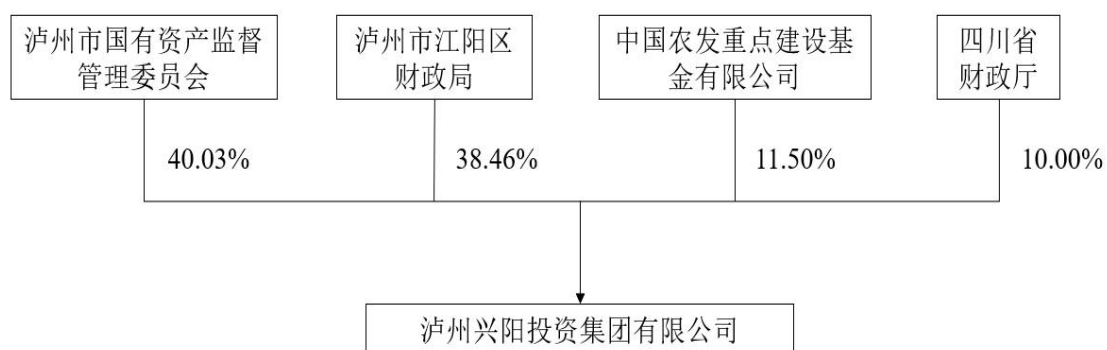 泸州市国有资产监督
管理委员会
泸州市江阳区
财政局
中国农发重点建设基
金有限公司
四川省
财政厅
40.03%
38.46%
11.50%
10.00%
泸州兴阳投资集团有限公司